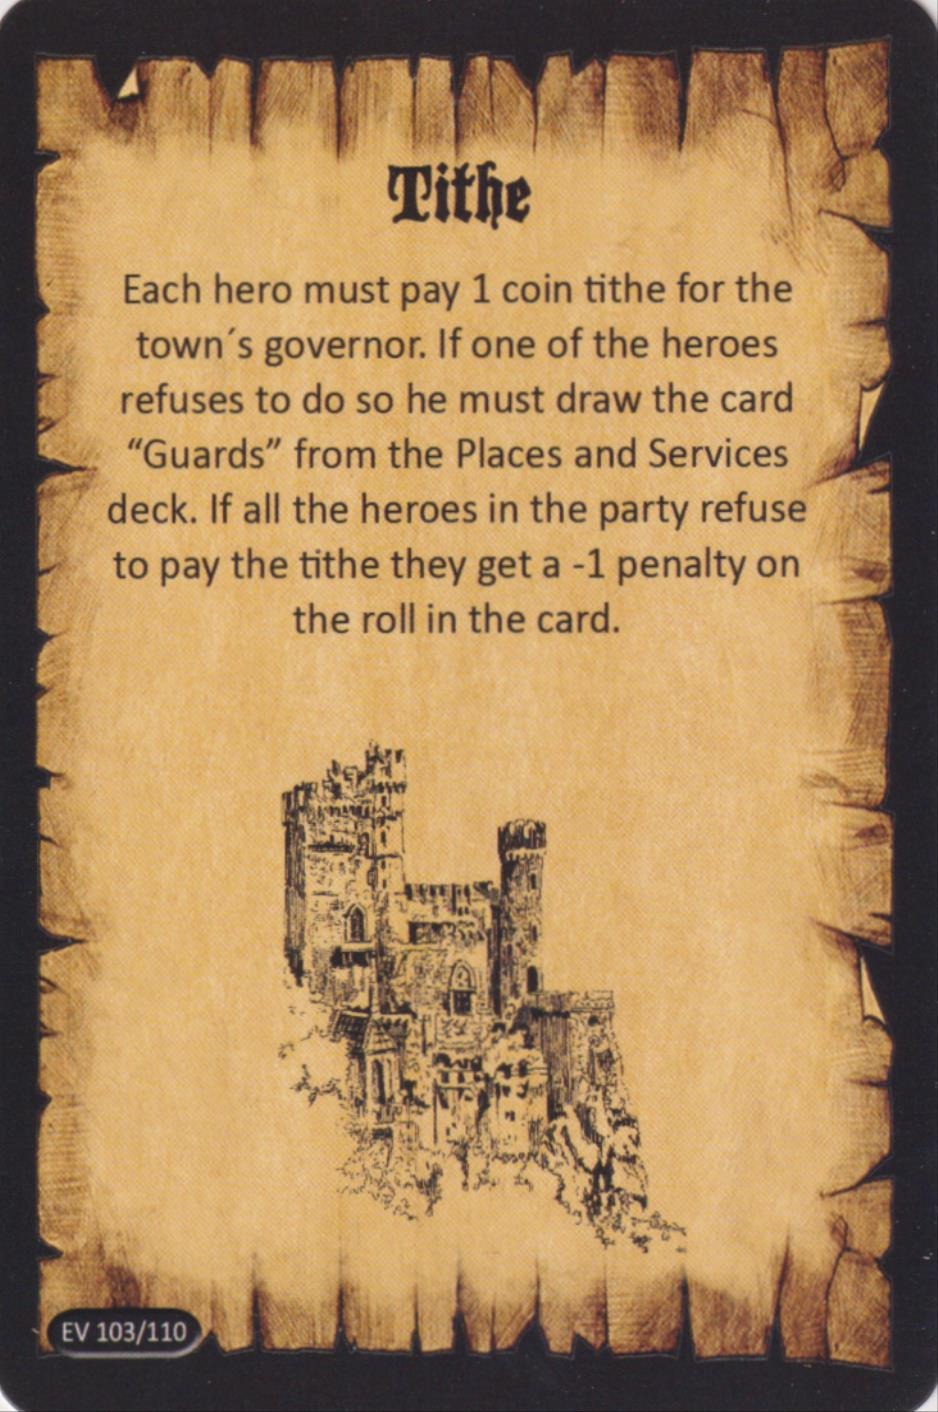 Tithe
Each hero must pay 1 coin tithe for the
town´s governor. If one of the heroes
refuses to do so he must draw the card
“Guards” from the Places and Services
deck. If all the heroes in the party refuse
to pay the tithe they get a -1 penalty on
the roll in the card.
EV 103/110